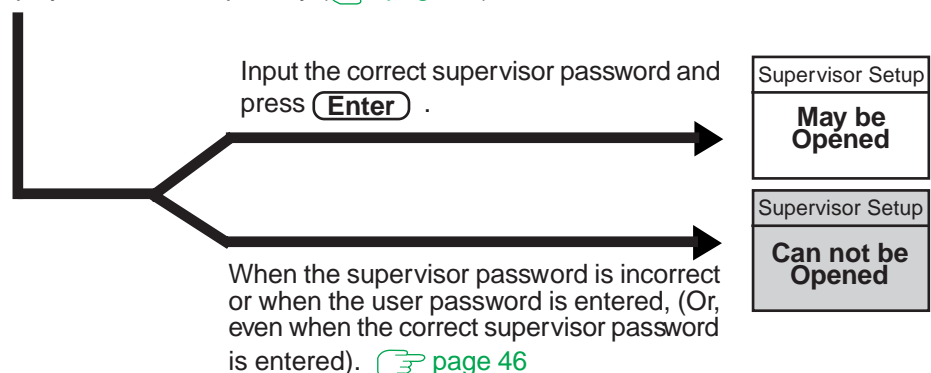 Input the correct supervisor password and
press Enter .
Supervisor Setup
May be
Opened
Supervisor Setup
Can not be
Opened
When the supervisor password is incorrect
or when the user password is entered, (Or,
even when the correct supervisor password
is entered). page 46